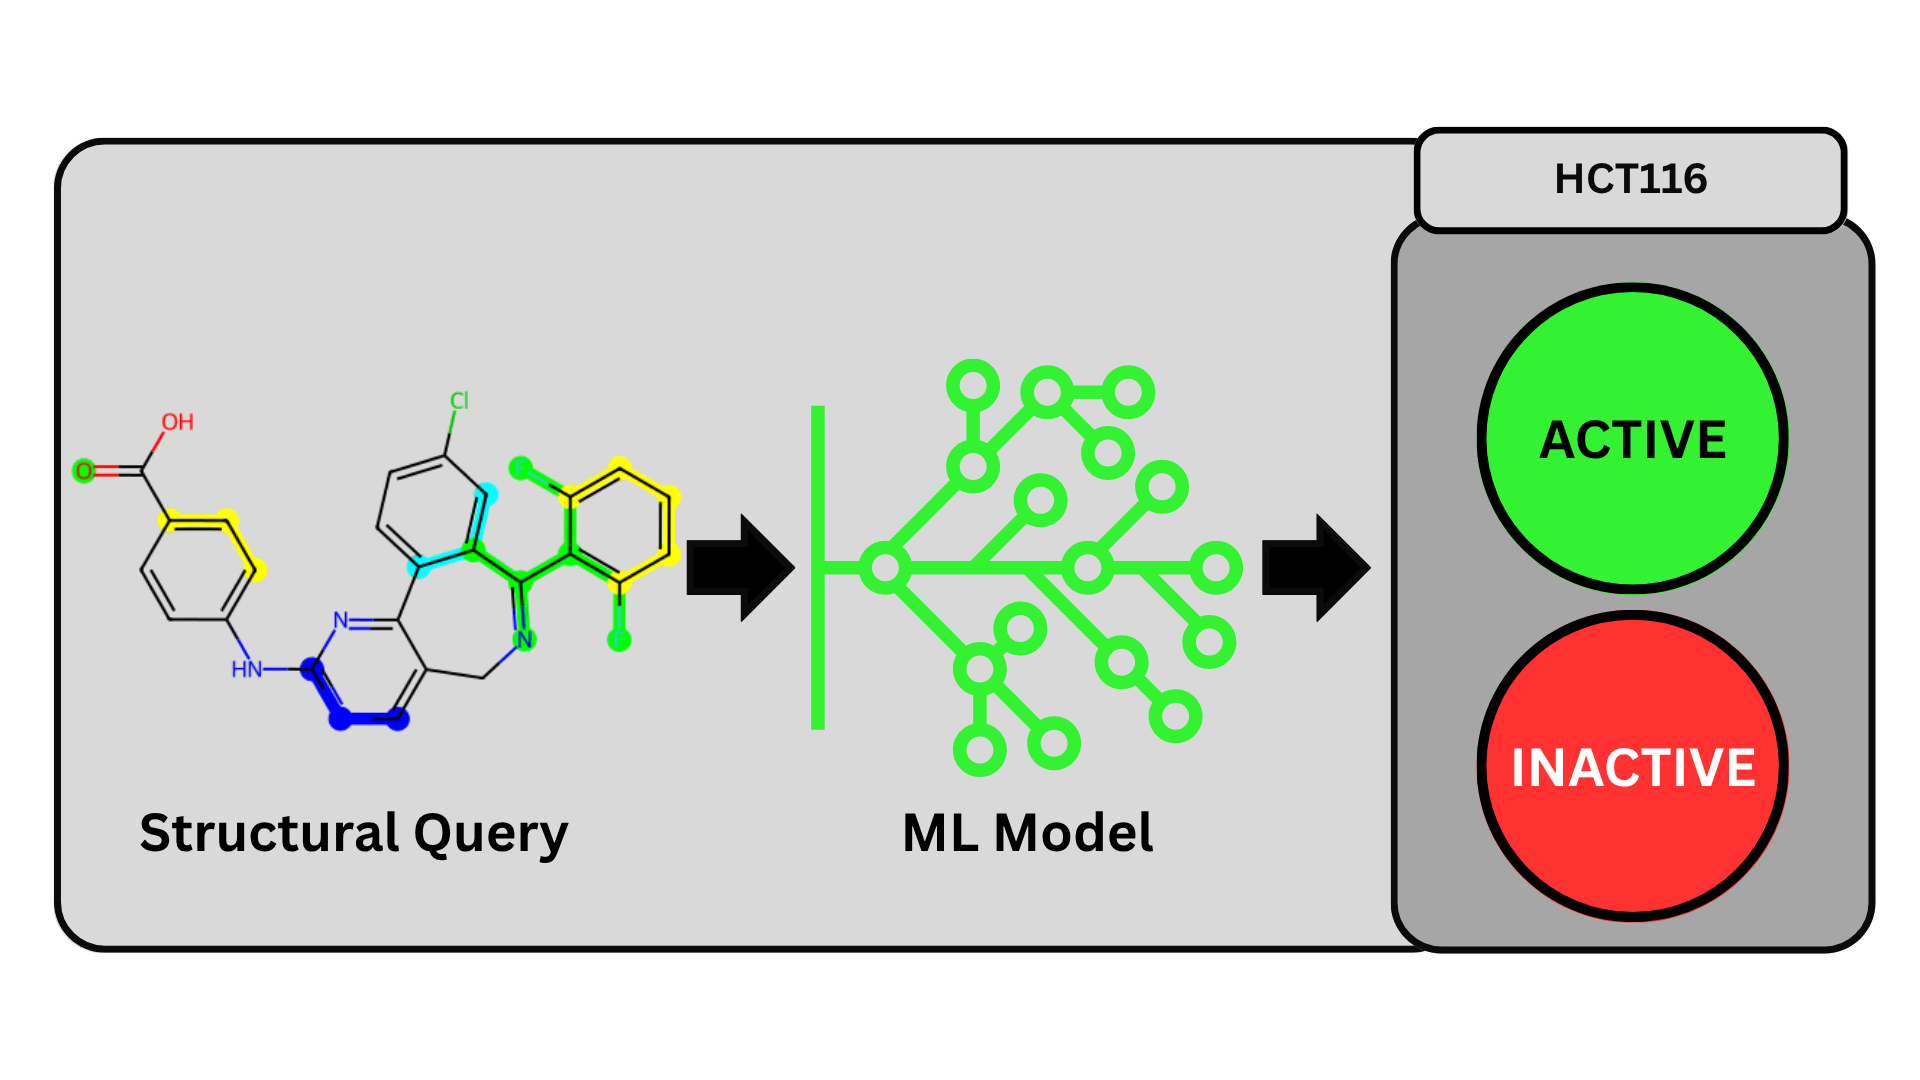 HCT116
Cl
OH
O
F
N
N
F
HN
ACTIVE
INACTIVE
Structural Query
ML Model